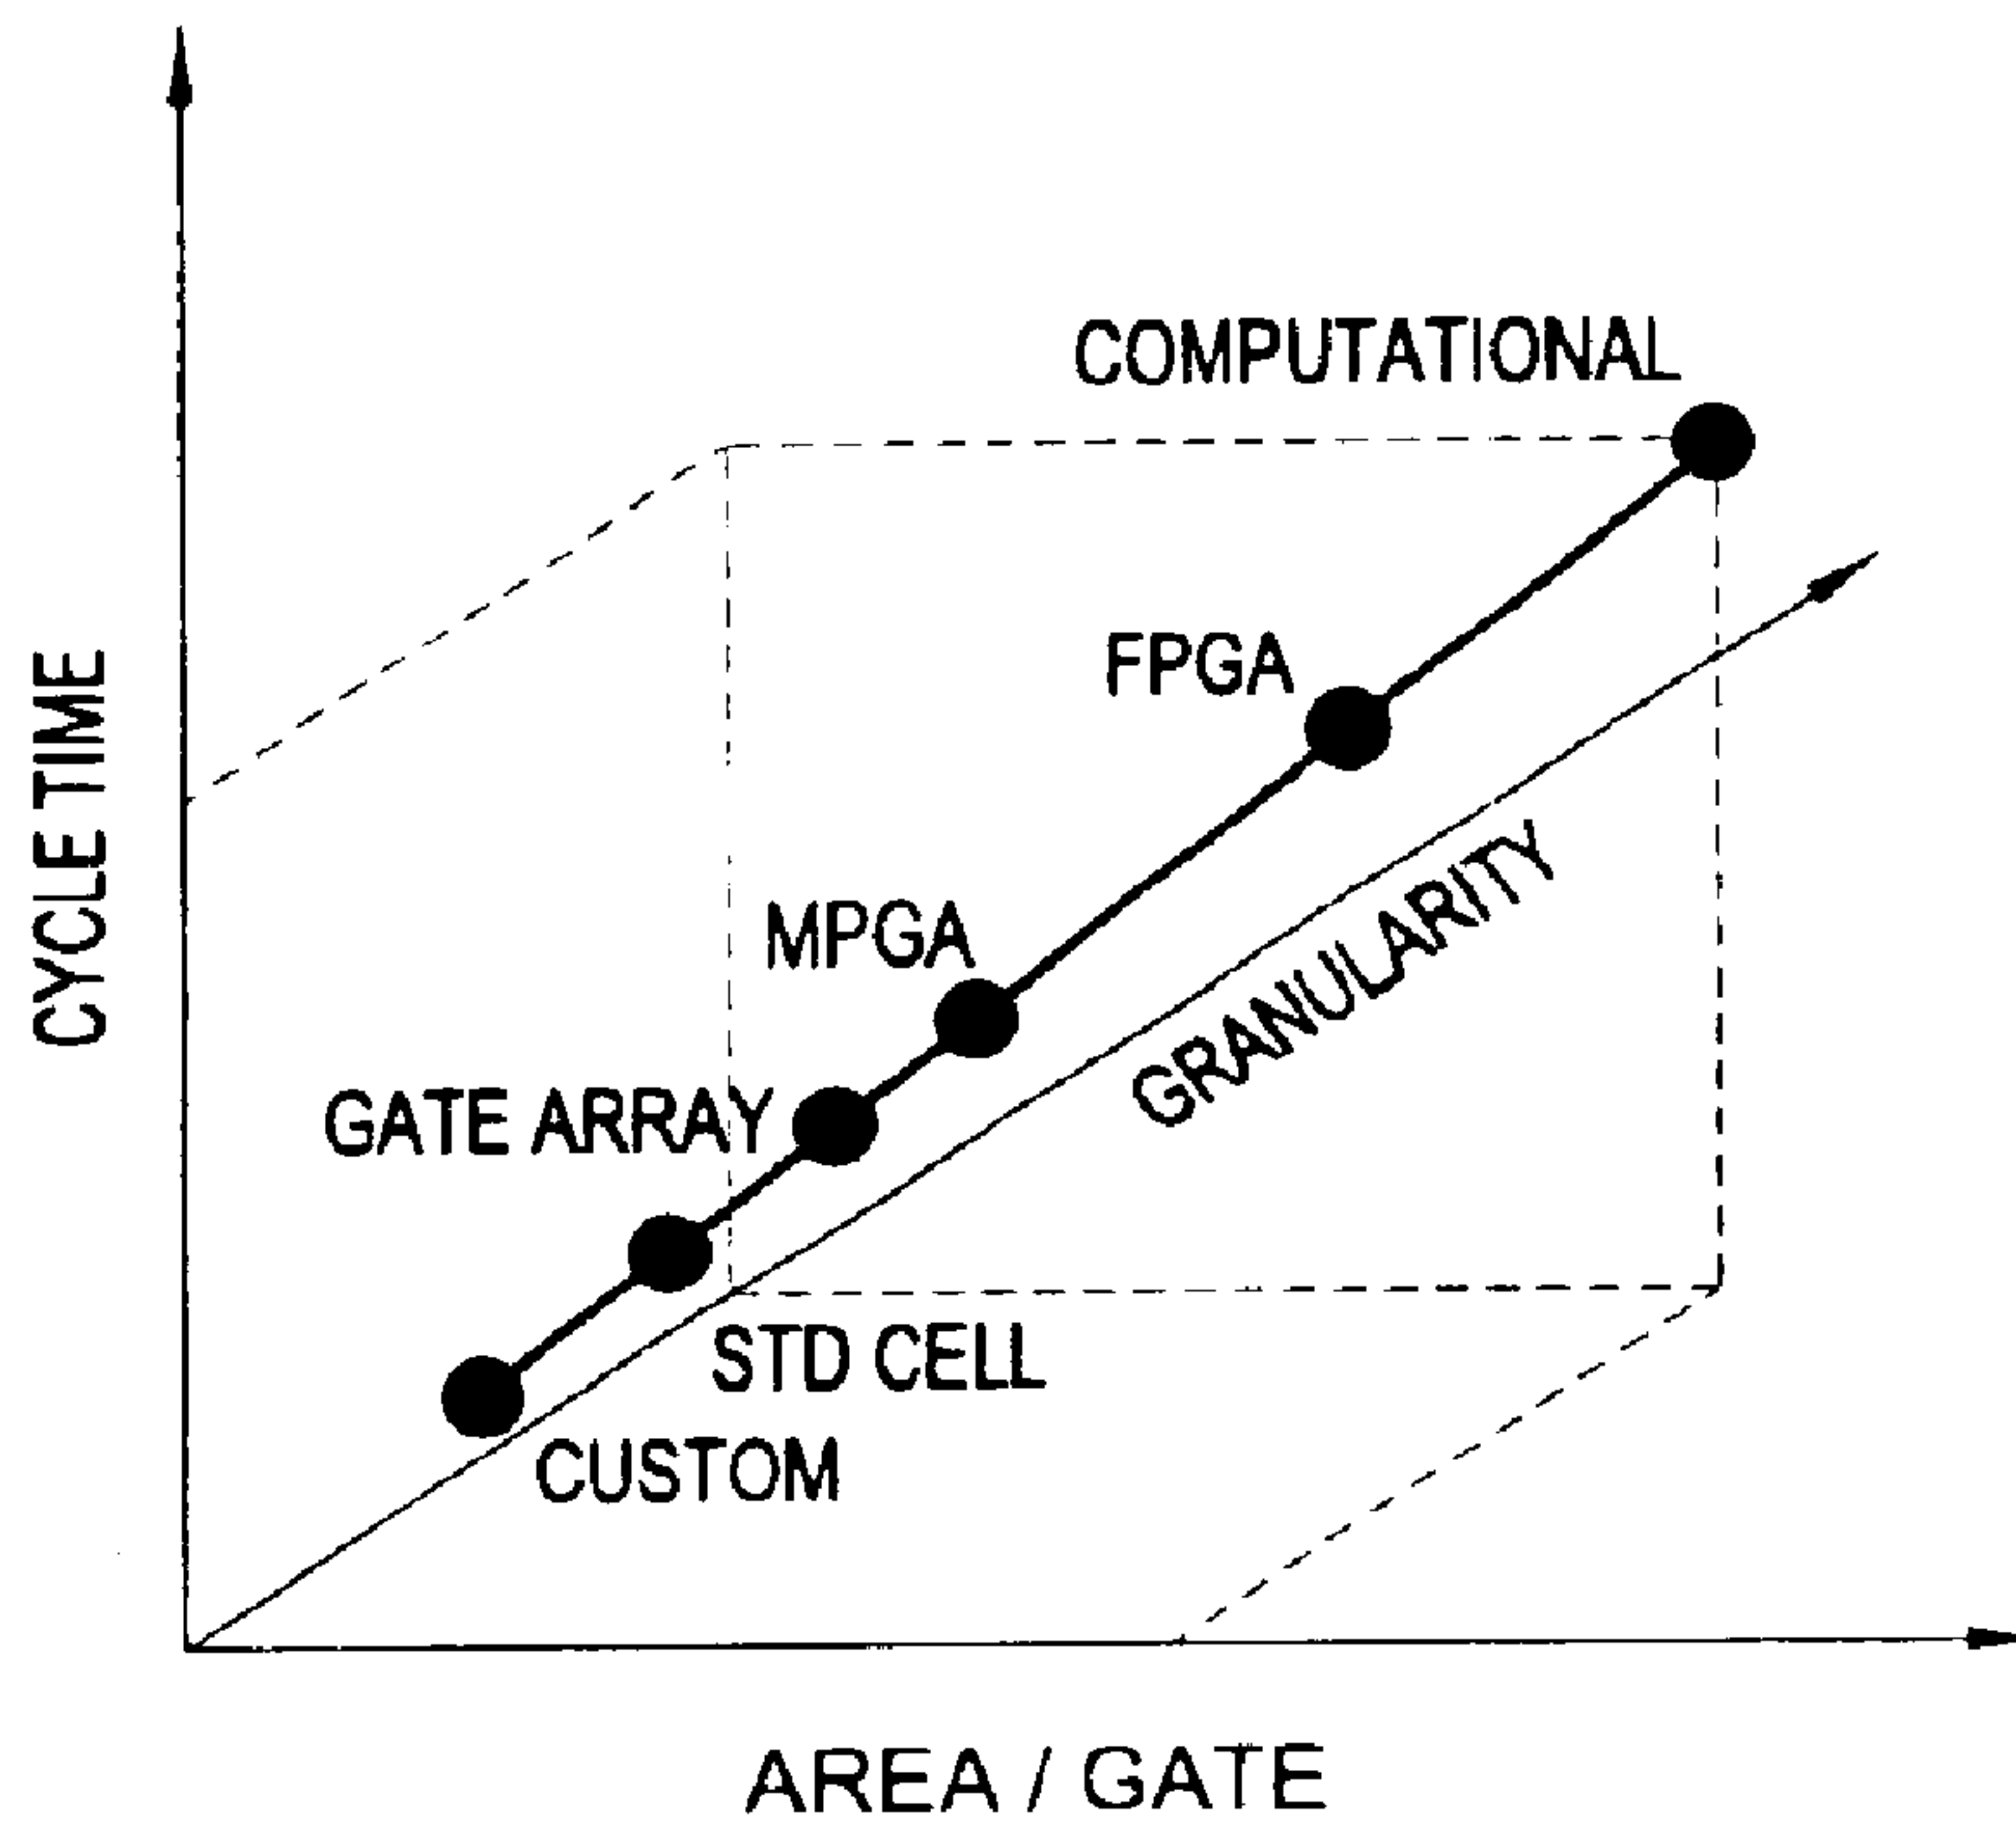 COMPUTATIONAL
FPGA
CYCLE TIME
MPGA
GRANULARITY
GATE ARRAY
STD CELL
CUSTOM
AREA / GATE